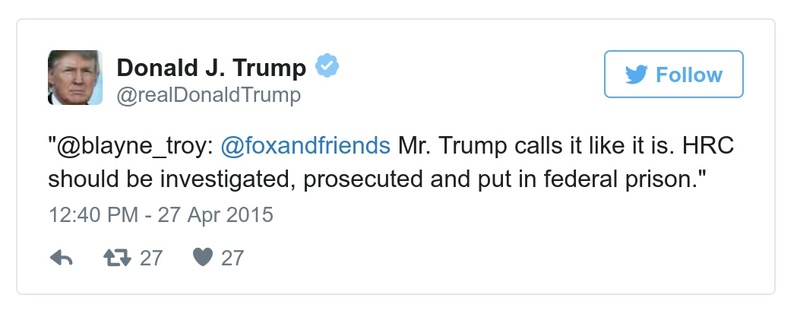 Donald J. Trump
@realDonaldTrump
Follow
"@blayne_troy: @foxandfriends Mr. Trump calls it like it is. HRC
should be investigated, prosecuted and put in federal prison."
12:40 PM - 27 Apr 2015
27 27